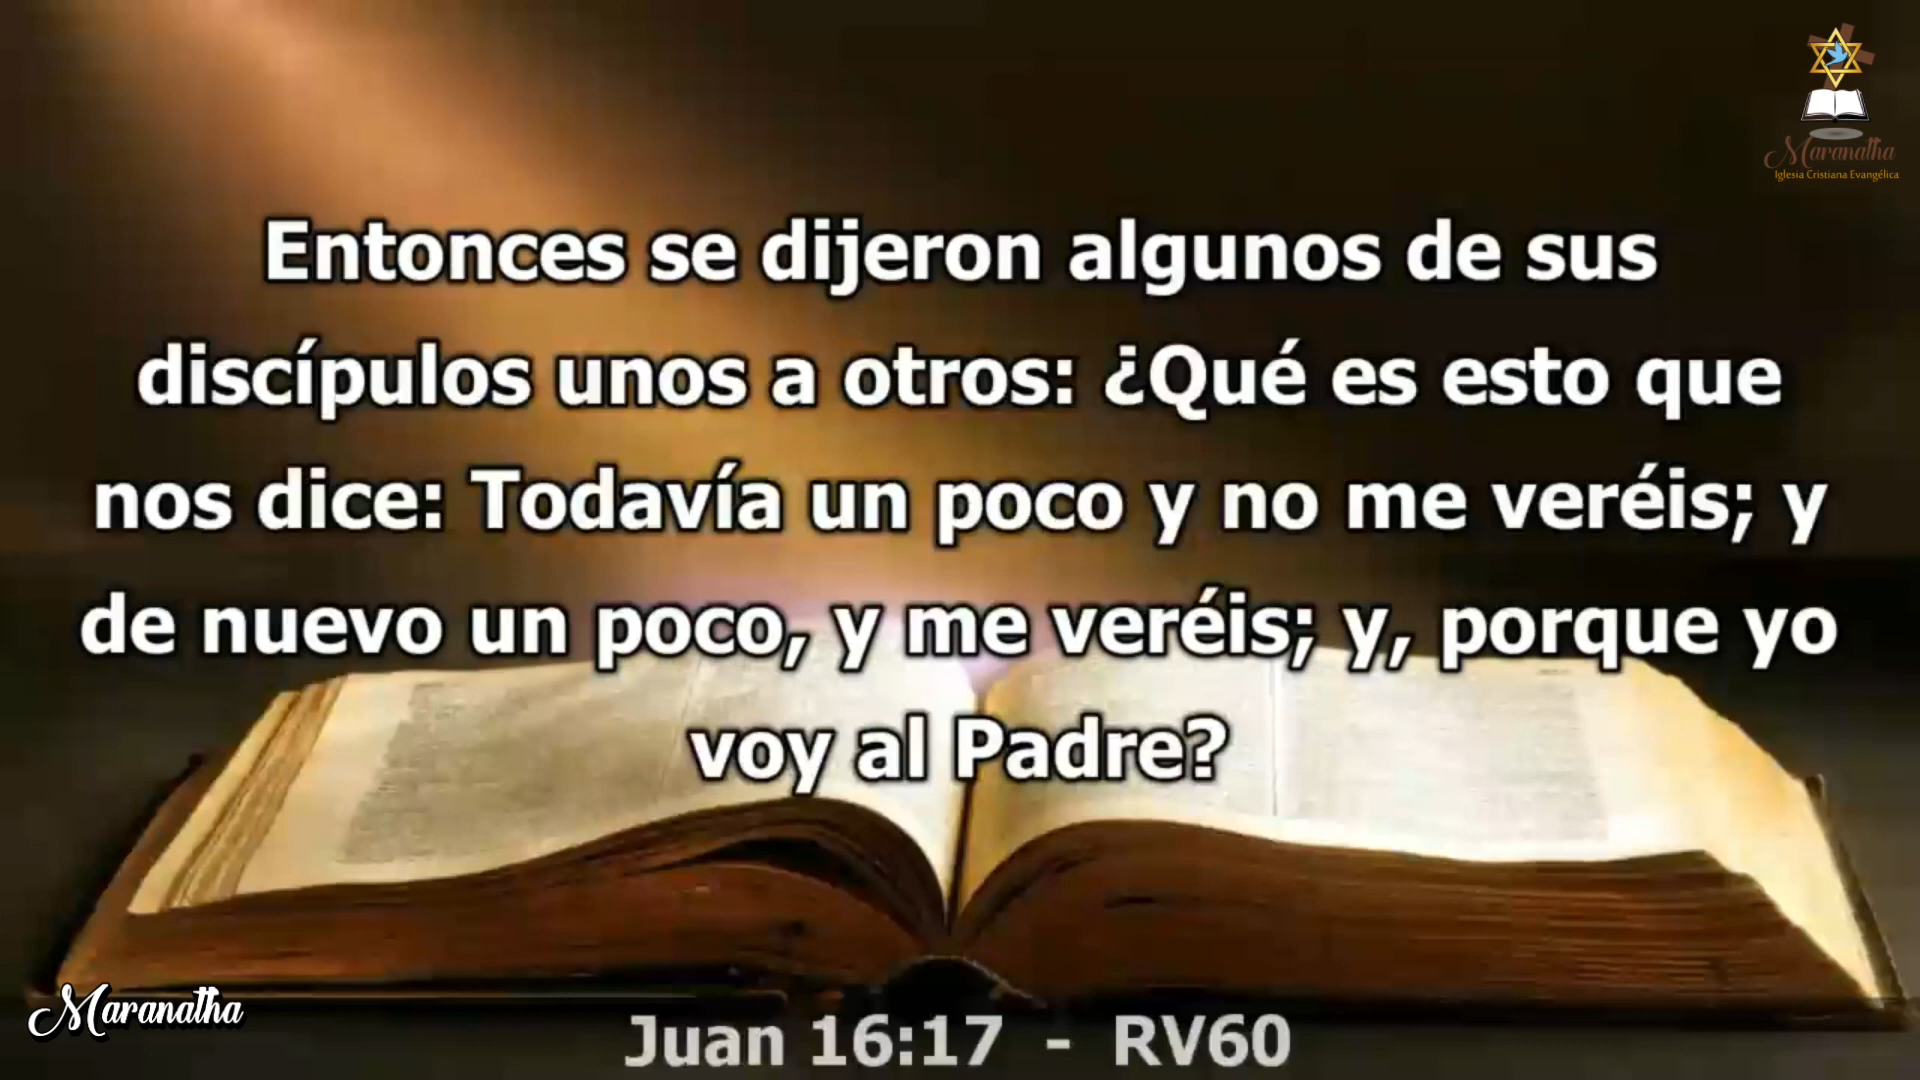 Maranatha
Iglesia Cristiana Evangélica
Entonces se dijeron algunos de sus
discípulos unos a otros: ¿Qué es esto que
nos dice: Todavía un poco y no me veréis; y
de nuevo un poco, y me veréis; y, porque yo
voy al Padre?
Maranatha
Juan 16:17 - RV60